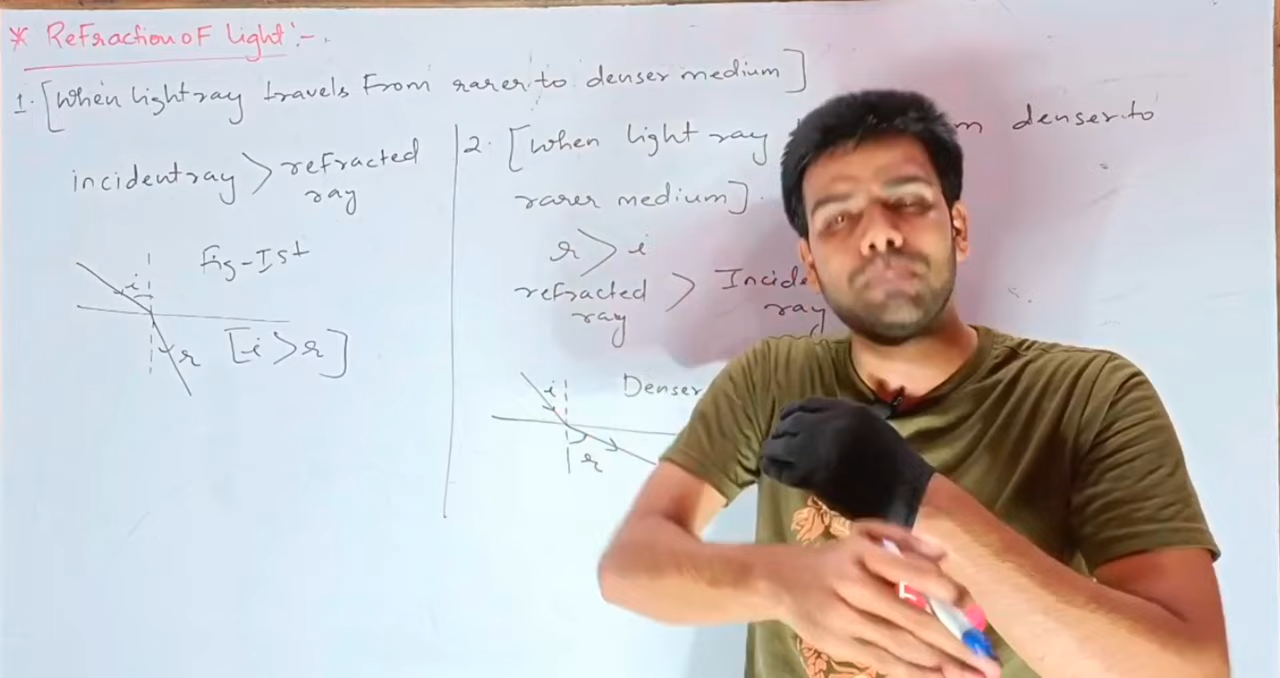 * Refraction of light :-
1. [When light ray travels from rarer to denser medium]
incident ray > refracted
ray
Fig-Ist
i
r [i > r]
2. [When light ray denser to
rarer medium].
r > i
refracted > Incide
ray ray
i Denser
r